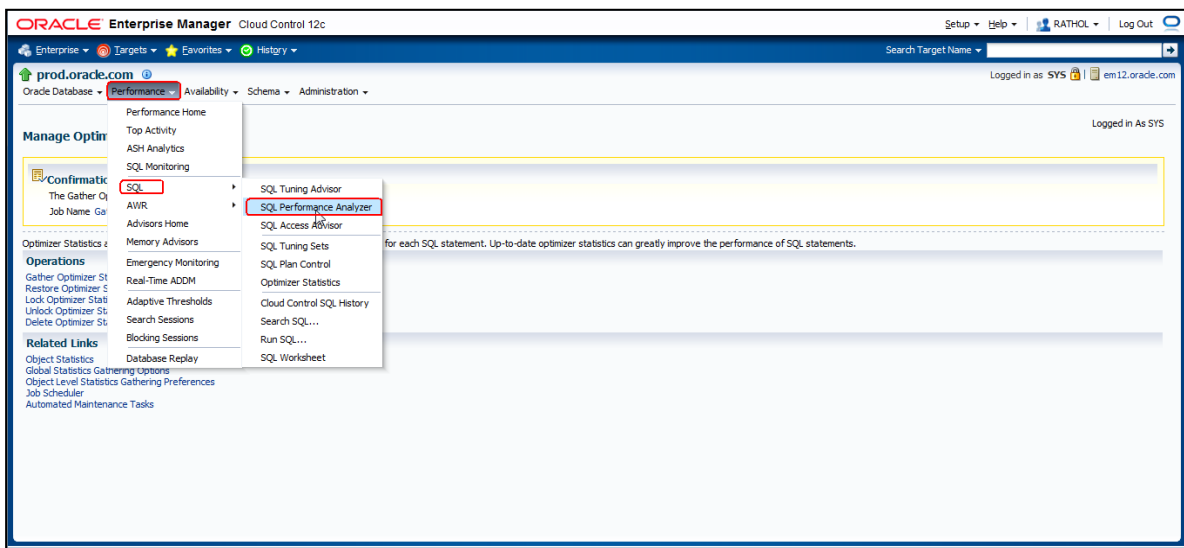 ORACLE Enterprise Manager Cloud Control 12c
Setup Help RATHOL Log Out
Enterprise Targets Favorites History
Search Target Name
prod.oracle.com
Logged in as SYS em12.oracle.com
Oracle Database Performance Availability Schema Administration
Logged in As SYS
Manage Optim
Confirmatio
The Gather Op
Job Name Ga
Performance Home
Top Activity
ASH Analytics
SQL Monitoring
SQL
AWR
Advisors Home
Memory Advisors
Emergency Monitoring
Real-Time ADDM
Adaptive Thresholds
Search Sessions
Blocking Sessions
Database Replay
SQL Tuning Advisor
SQL Performance Analyzer
SQL Access Advisor
SQL Tuning Sets
SQL Plan Control
Optimizer Statistics
Cloud Control SQL History
Search SQL...
Run SQL...
SQL Worksheet
Optimizer Statistics a
for each SQL statement. Up-to-date optimizer statistics can greatly improve the performance of SQL statements.
Operations
Gather Optimizer St
Restore Optimizer S
Lock Optimizer Stati
Unlock Optimizer St
Delete Optimizer St
Related Links
Object Statistics
Global Statistics Gathering Options
Object Level Statistics Gathering Preferences
Job Scheduler
Automated Maintenance Tasks